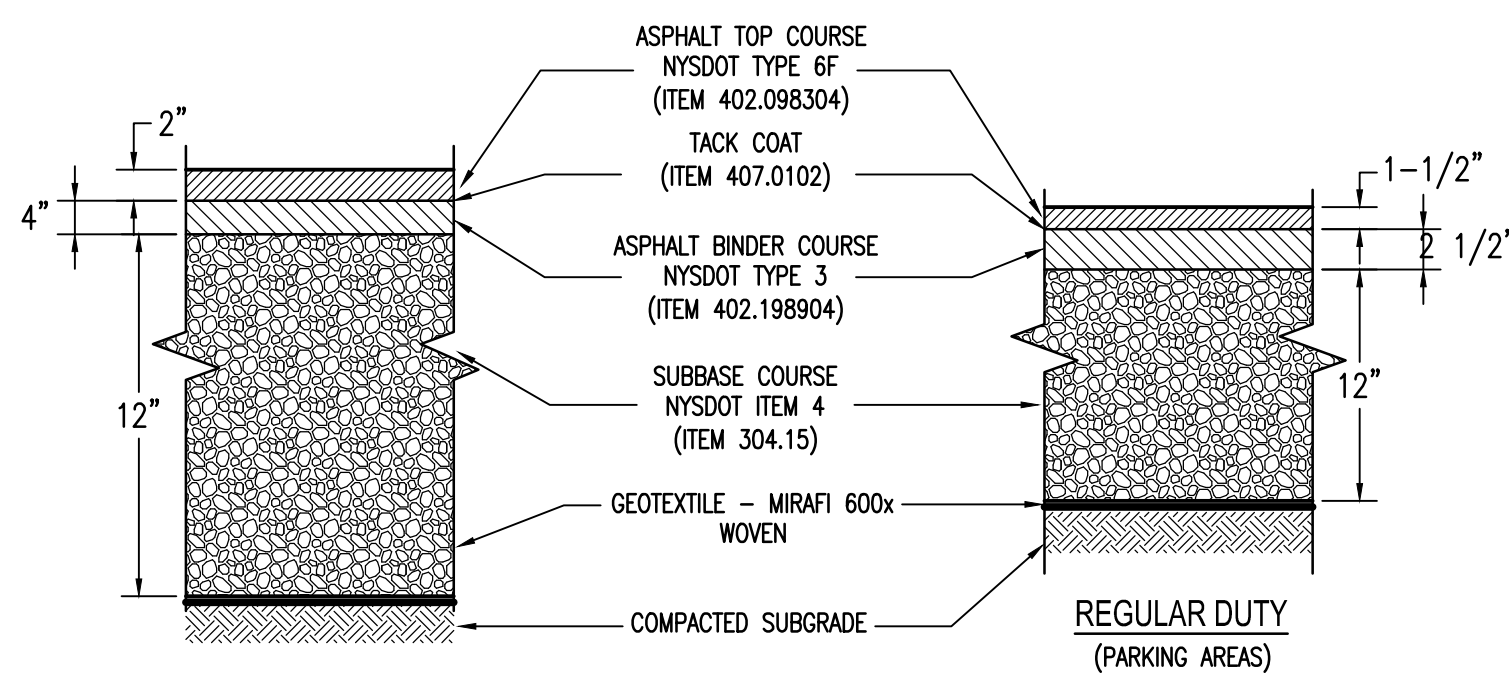 ASPHALT TOP COURSE
NYSDOT TYPE 6F
(ITEM 402.098304)
TACK COAT
(ITEM 407.0102)
ASPHALT BINDER COURSE
NYSDOT TYPE 3
(ITEM 402.198904)
SUBBASE COURSE
NYSDOT ITEM 4
(ITEM 304.15)
GEOTEXTILE – MIRAFI 600x
WOVEN
COMPACTED SUBGRADE
2”
4”
12”
1–1/2”
2 1/2”
12”
REGULAR DUTY
(PARKING AREAS)